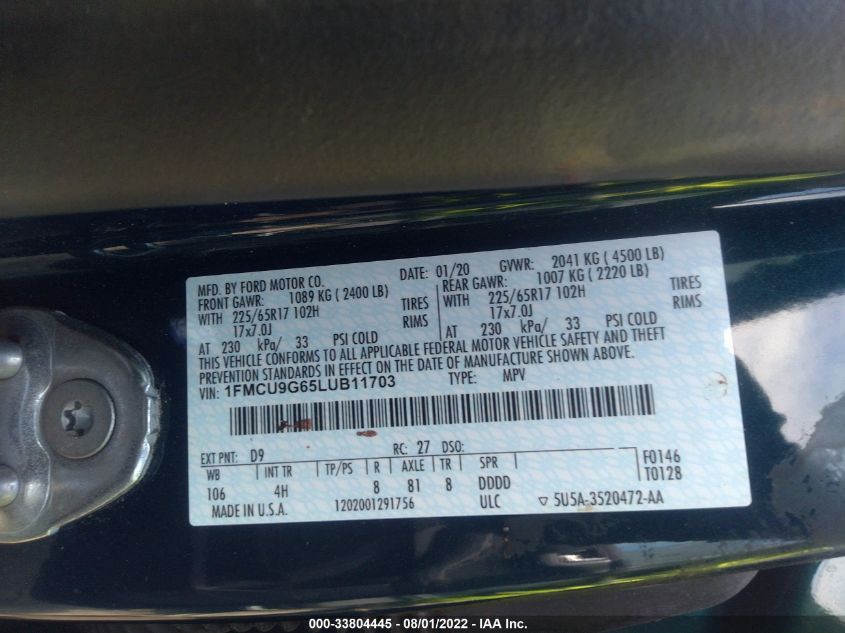 MFD. BY FORD MOTOR CO. DATE: 01/20 GVWR: 2041 KG ( 4500 LB)
FRONT GAWR: 1089 KG ( 2400 LB) REAR GAWR: 1007 KG ( 2220 LB)
WITH 225/65R17 102H TIRES WITH 225/65R17 102H TIRES
17x7.0J RIMS 17x7.0J RIMS
AT 230 kPa/ 33 PSI COLD AT 230 kPa/ 33 PSI COLD
THIS VEHICLE CONFORMS TO ALL APPLICABLE FEDERAL MOTOR VEHICLE SAFETY AND THEFT
PREVENTION STANDARDS IN EFFECT ON THE DATE OF MANUFACTURE SHOWN ABOVE.
VIN: 1FMCU9G65LUB11703 TYPE: MPV
EXT PNT: D9 RC: 27 DSO:
WB INT TR TP/PS R AXLE TR SPR F0146
106 4H 8 81 8 DDDD T0128
MADE IN U.S.A. 1202001291756 ULC ▽ 5U5A-3520472-AA
000-33804445 - 08/01/2022 - IAA Inc.